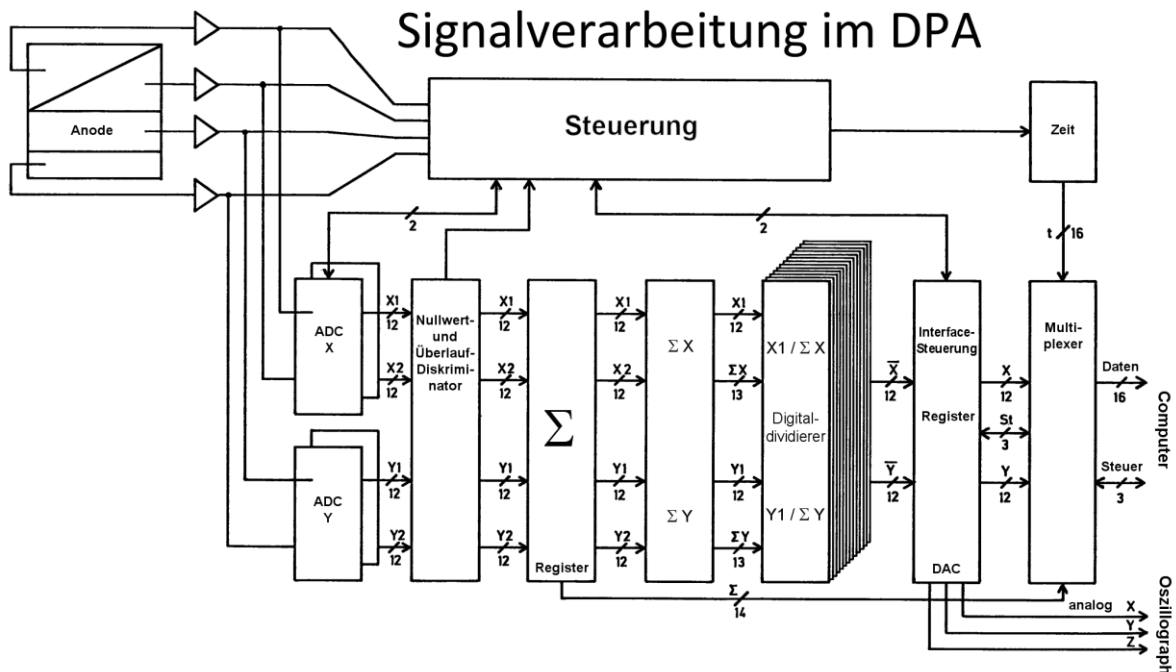 Signalverarbeitung im DPA
Anode
Steuerung
Zeit
2
2
t 16
ADC
X
X1
12
X2
12
ADC
Y
Y1
12
Y2
12
Nullwert-
und
Überlauf-
Diskrimi-
nator
X1
12
X2
12
Y1
12
Y2
12
Σ
Register
X1
12
X2
12
Y1
12
Y2
12
Σ X
Σ Y
X1
12
ΣX
13
Y1
12
ΣY
13
X1 / Σ X
Digital-
dividierer
Y1 / Σ Y
X̅
12
Y̅
12
Interface-
Steuerung
Register
DAC
X
12
St
3
Y
12
Multi-
plexer
Daten
16
Steuer
3
Computer
Σ
14
analog
X
Y
Z
Oszillograph